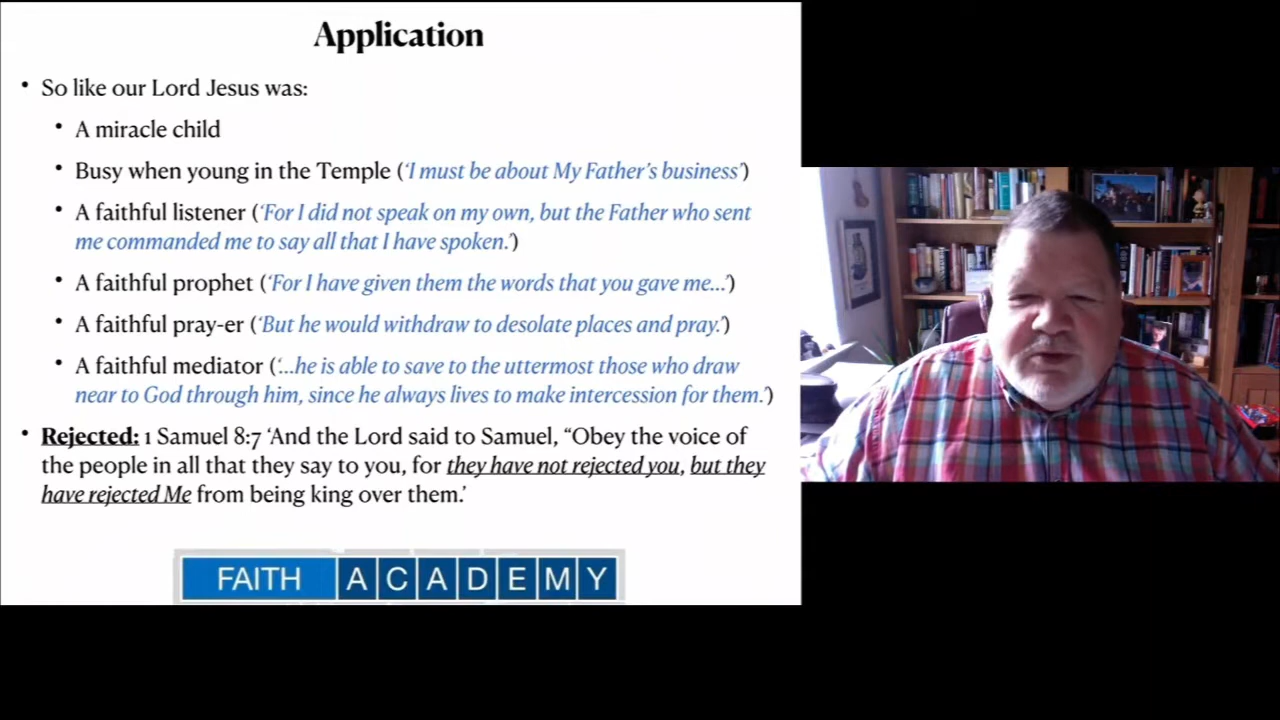 Application
• So like our Lord Jesus was:
• A miracle child
• Busy when young in the Temple (‘I must be about My Father’s business’)
• A faithful listener (‘For I did not speak on my own, but the Father who sent
me commanded me to say all that I have spoken.’)
• A faithful prophet (‘For I have given them the words that you gave me...’)
• A faithful pray-er (‘But he would withdraw to desolate places and pray.’)
• A faithful mediator (‘...he is able to save to the uttermost those who draw
near to God through him, since he always lives to make intercession for them.’)
• Rejected: 1 Samuel 8:7 ‘And the Lord said to Samuel, “Obey the voice of
the people in all that they say to you, for they have not rejected you, but they
have rejected Me from being king over them.’
FAITH ACADEMY